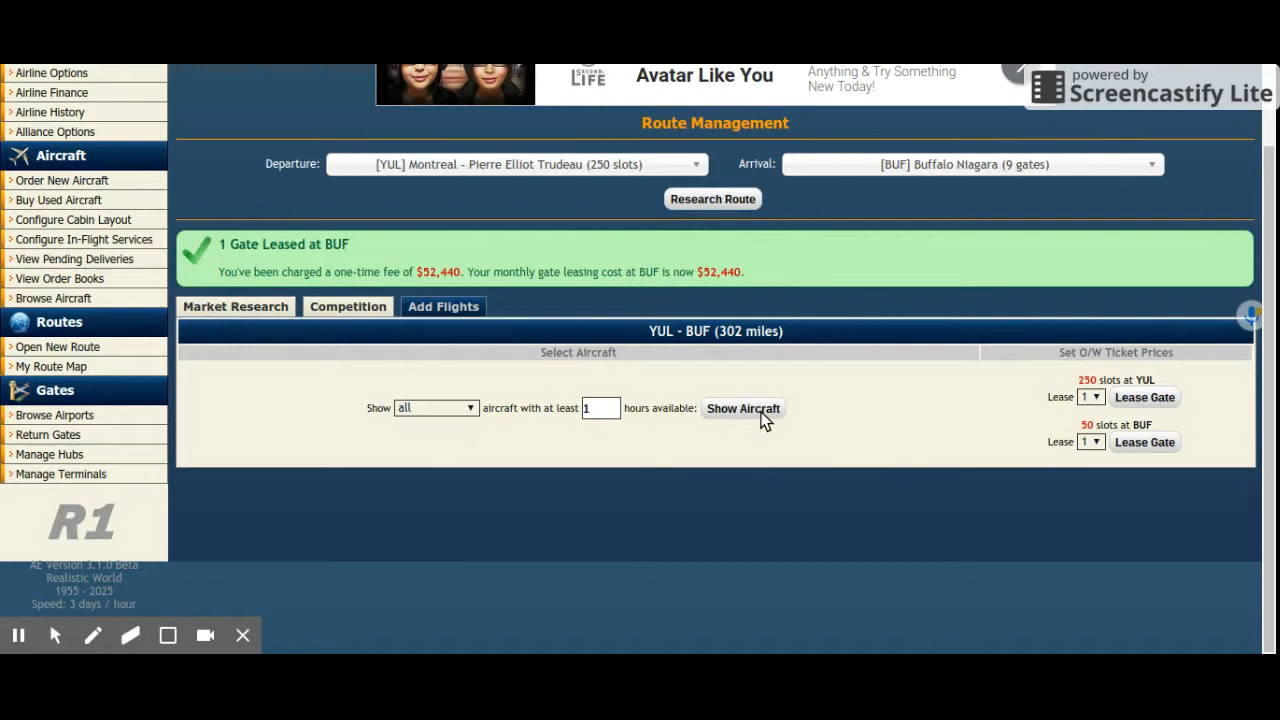 Airline Options
Airline Finance
Airline History
Alliance Options
Aircraft
Order New Aircraft
Buy Used Aircraft
Configure Cabin Layout
Configure In-Flight Services
View Pending Deliveries
View Order Books
Browse Aircraft
Routes
Open New Route
My Route Map
Gates
Browse Airports
Return Gates
Manage Hubs
Manage Terminals
R1
AE Version 3.1.0 Beta
Realistic World
1955 - 2025
Speed: 3 days / hour
SECOND
LIFE
Avatar Like You
Anything & Try Something
New Today!
powered by
Screencastify Lite
Route Management
Departure: [YUL] Montreal - Pierre Elliot Trudeau (250 slots) Arrival: [BUF] Buffalo Niagara (9 gates)
Research Route
1 Gate Leased at BUF
You've been charged a one-time fee of $52,440. Your monthly gate leasing cost at BUF is now $52,440.
Market Research Competition Add Flights
YUL - BUF (302 miles)
Select Aircraft Set O/W Ticket Prices
Show all aircraft with at least 1 hours available: Show Aircraft
250 slots at YUL
Lease 1 Lease Gate
50 slots at BUF
Lease 1 Lease Gate